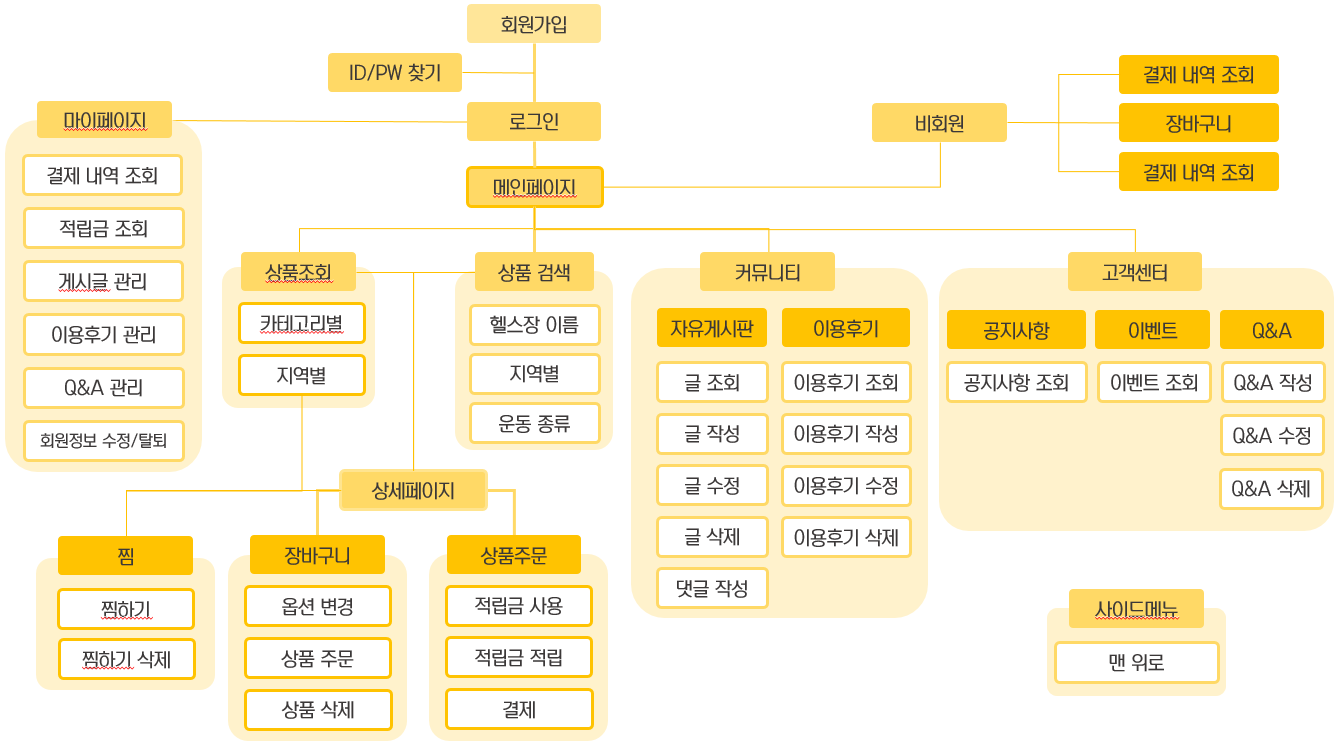 회원가입
ID/PW 찾기
로그인
메인페이지
비회원
결제 내역 조회
장바구니
결제 내역 조회
마이페이지
결제 내역 조회
적립금 조회
게시글 관리
이용후기 관리
Q&A 관리
회원정보 수정/탈퇴
상품조회
카테고리별
지역별
상품 검색
헬스장 이름
지역별
운동 종류
커뮤니티
자유게시판
글 조회
글 작성
글 수정
글 삭제
댓글 작성
이용후기
이용후기 조회
이용후기 작성
이용후기 수정
이용후기 삭제
고객센터
공지사항
공지사항 조회
이벤트
이벤트 조회
Q&A
Q&A 작성
Q&A 수정
Q&A 삭제
상세페이지
찜
찜하기
찜하기 삭제
장바구니
옵션 변경
상품 주문
상품 삭제
상품주문
적립금 사용
적립금 적립
결제
사이드메뉴
맨 위로